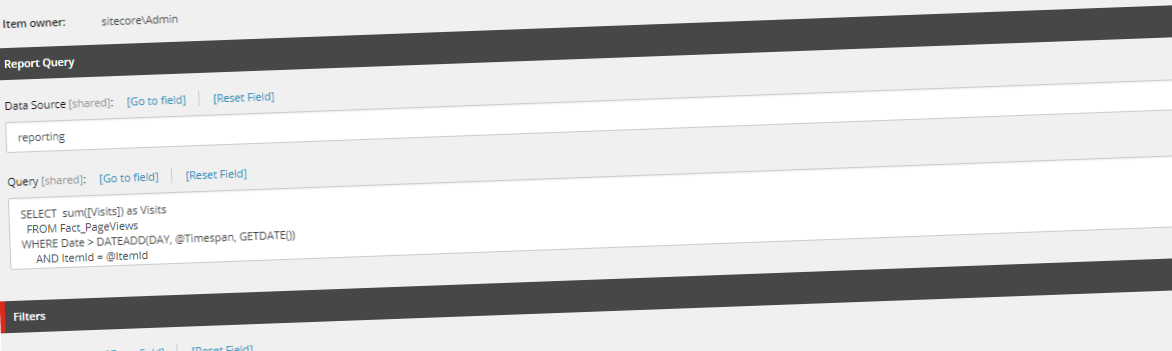 Item owner: sitecore\Admin
Report Query
Data Source [shared]: [Go to field] [Reset Field]
reporting
Query [shared]: [Go to field] [Reset Field]
SELECT sum([Visits]) as Visits
FROM Fact_PageViews
WHERE Date > DATEADD(DAY, @Timespan, GETDATE())
AND ItemId = @ItemId
Filters
[Reset Field]